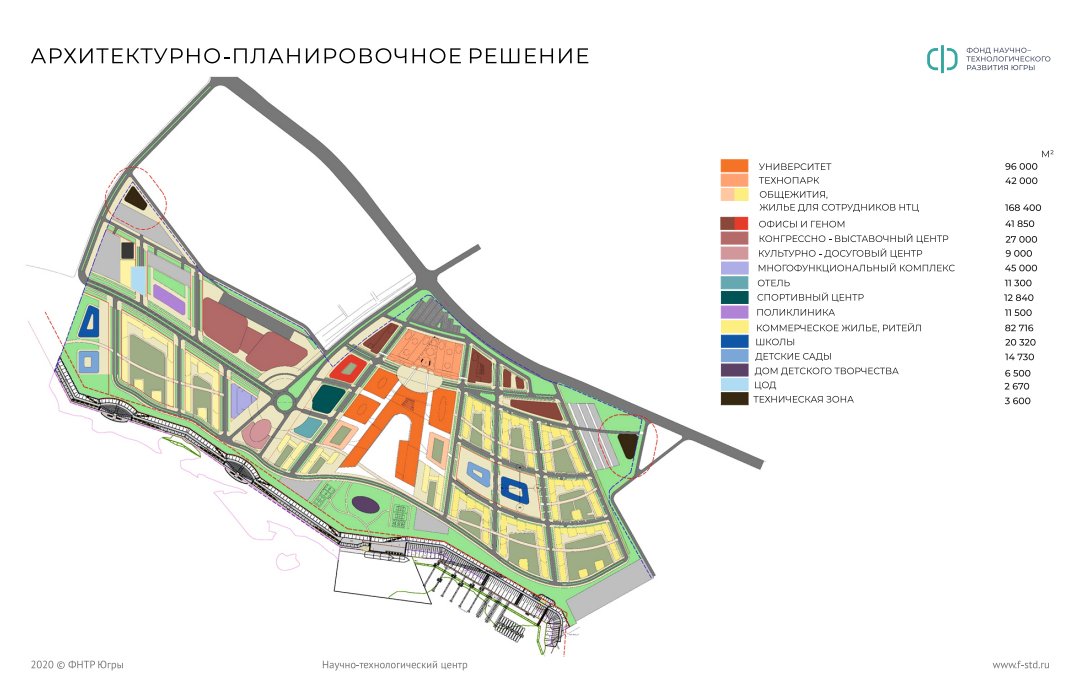 АРХИТЕКТУРНО-ПЛАНИРОВОЧНОЕ РЕШЕНИЕ
ФОНД НАУЧНО-
ТЕХНОЛОГИЧЕСКОГО
РАЗВИТИЯ ЮГРЫ
М²
УНИВЕРСИТЕТ 96 000
ТЕХНОПАРК 42 000
ОБЩЕЖИТИЯ,
ЖИЛЬЕ ДЛЯ СОТРУДНИКОВ НТЦ 168 400
ОФИСЫ И ГЕНОМ 41 850
КОНГРЕССНО - ВЫСТАВОЧНЫЙ ЦЕНТР 27 000
КУЛЬТУРНО - ДОСУГОВЫЙ ЦЕНТР 9 000
МНОГОФУНКЦИОНАЛЬНЫЙ КОМПЛЕКС 45 000
ОТЕЛЬ 11 300
СПОРТИВНЫЙ ЦЕНТР 12 840
ПОЛИКЛИНИКА 11 500
КОММЕРЧЕСКОЕ ЖИЛЬЕ, РИТЕЙЛ 82 716
ШКОЛЫ 20 320
ДЕТСКИЕ САДЫ 14 730
ДОМ ДЕТСКОГО ТВОРЧЕСТВА 6 500
ЦОД 2 670
ТЕХНИЧЕСКАЯ ЗОНА 3 600
2020 © ФНТР Югры
Научно-технологический центр
www.f-std.ru